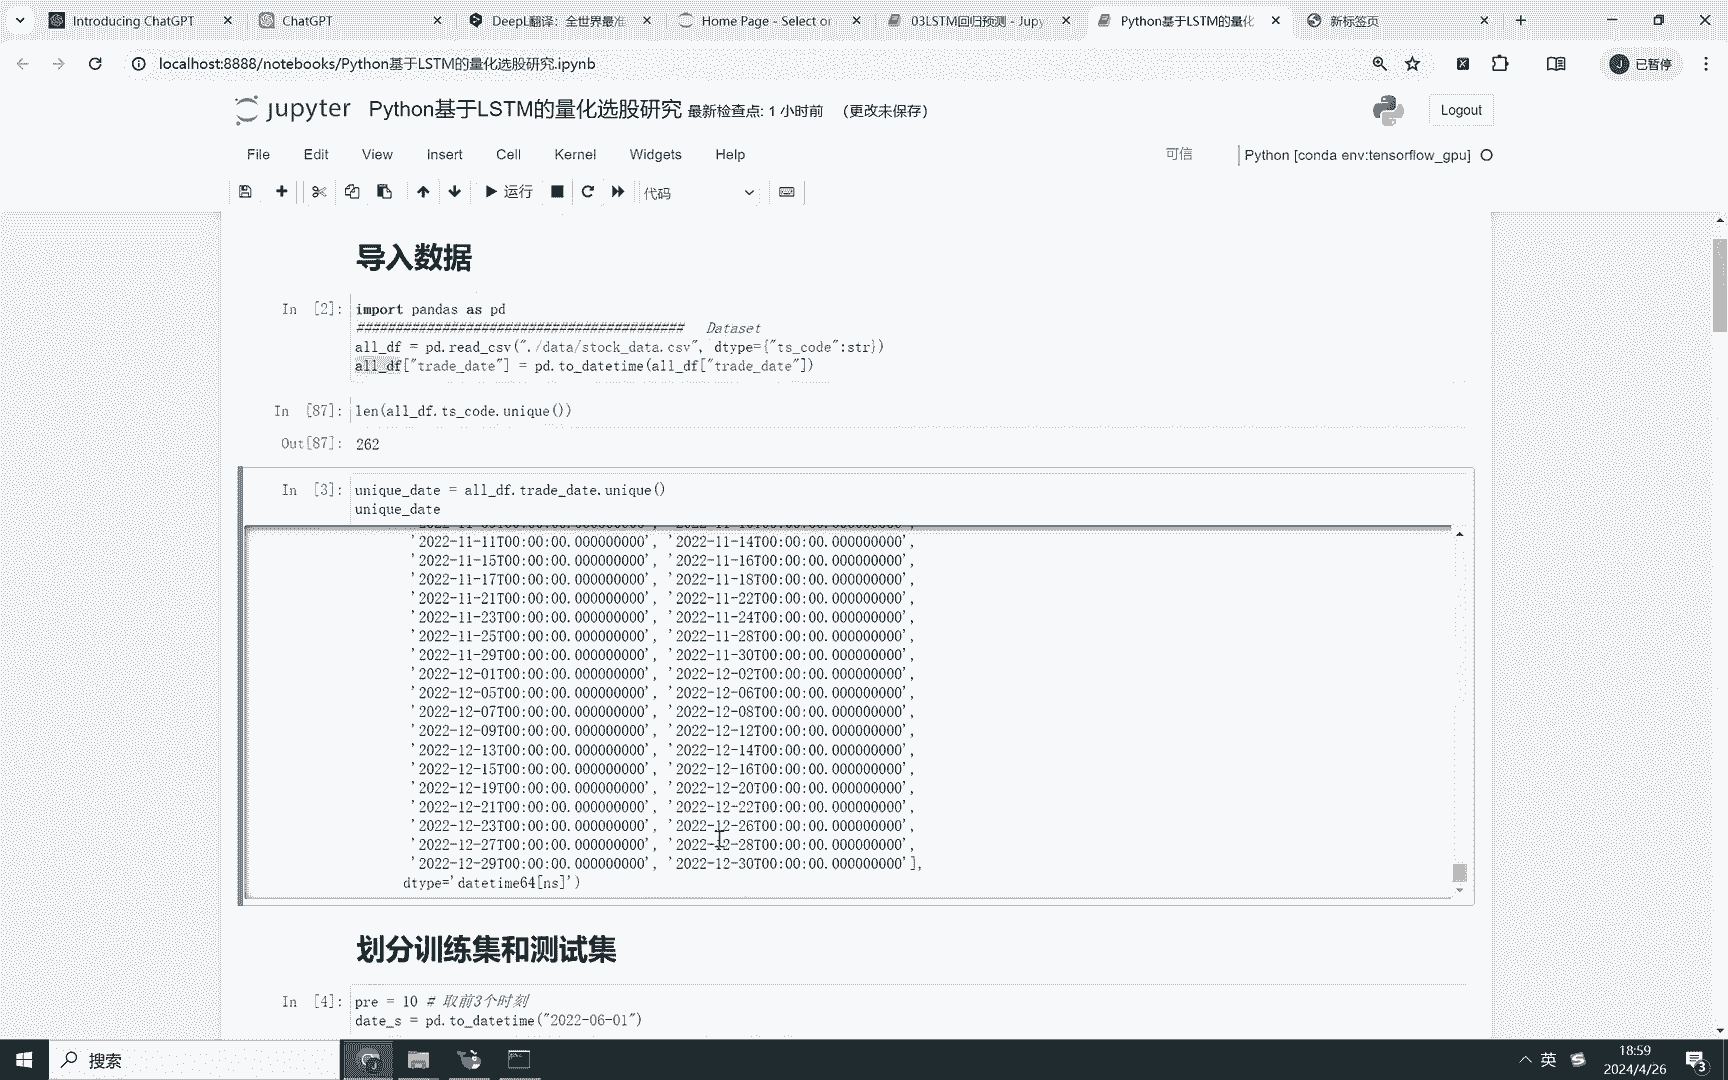 Introducing ChatGPT
ChatGPT
DeepL翻译：全世界最准
Home Page - Select or
03LSTM回归预测 - Jupy
Python基于LSTM的量化
新标签页
localhost:8888/notebooks/Python基于LSTM的量化选股研究.ipynb
已暂停
jupyter Python基于LSTM的量化选股研究 最新检查点: 1 小时前 （更改未保存）
Logout
File Edit View Insert Cell Kernel Widgets Help
可信
Python [conda env:tensorflow_gpu]
运行
代码
导入数据
In [2]: import pandas as pd
########################################## Dataset
all_df = pd.read_csv("./data/stock_data.csv", dtype={"ts_code":str})
all_df["trade_date"] = pd.to_datetime(all_df["trade_date"])
In [87]: len(all_df.ts_code.unique())
Out[87]: 262
In [3]: unique_date = all_df.trade_date.unique()
unique_date
'2022-11-11T00:00:00.000000000', '2022-11-14T00:00:00.000000000',
'2022-11-15T00:00:00.000000000', '2022-11-16T00:00:00.000000000',
'2022-11-17T00:00:00.000000000', '2022-11-18T00:00:00.000000000',
'2022-11-21T00:00:00.000000000', '2022-11-22T00:00:00.000000000',
'2022-11-23T00:00:00.000000000', '2022-11-24T00:00:00.000000000',
'2022-11-25T00:00:00.000000000', '2022-11-28T00:00:00.000000000',
'2022-11-29T00:00:00.000000000', '2022-11-30T00:00:00.000000000',
'2022-12-01T00:00:00.000000000', '2022-12-02T00:00:00.000000000',
'2022-12-05T00:00:00.000000000', '2022-12-06T00:00:00.000000000',
'2022-12-07T00:00:00.000000000', '2022-12-08T00:00:00.000000000',
'2022-12-09T00:00:00.000000000', '2022-12-12T00:00:00.000000000',
'2022-12-13T00:00:00.000000000', '2022-12-14T00:00:00.000000000',
'2022-12-15T00:00:00.000000000', '2022-12-16T00:00:00.000000000',
'2022-12-19T00:00:00.000000000', '2022-12-20T00:00:00.000000000',
'2022-12-21T00:00:00.000000000', '2022-12-22T00:00:00.000000000',
'2022-12-23T00:00:00.000000000', '2022-12-26T00:00:00.000000000',
'2022-12-27T00:00:00.000000000', '2022-12-28T00:00:00.000000000',
'2022-12-29T00:00:00.000000000', '2022-12-30T00:00:00.000000000'],
dtype='datetime64[ns]')
划分训练集和测试集
In [4]: pre = 10 # 取前3个时刻
date_s = pd.to_datetime("2022-06-01")
搜索
英
18:59
2024/4/26
3